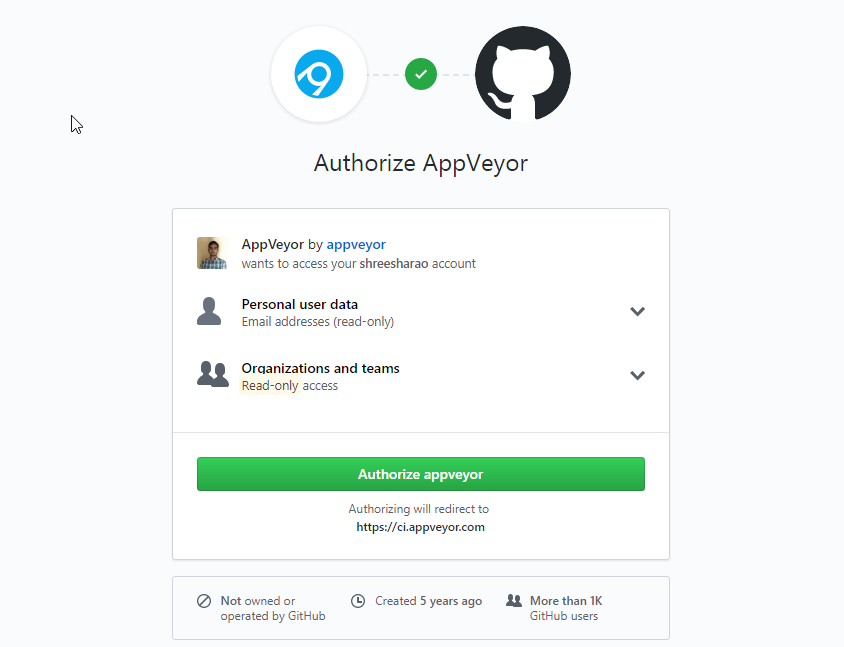 Authorize AppVeyor
AppVeyor by appveyor
wants to access your shreesharao account
Personal user data
Email addresses (read-only)
Organizations and teams
Read-only access
Authorize appveyor
Authorizing will redirect to
https://ci.appveyor.com
Not owned or
operated by GitHub
Created 5 years ago
More than 1K
GitHub users